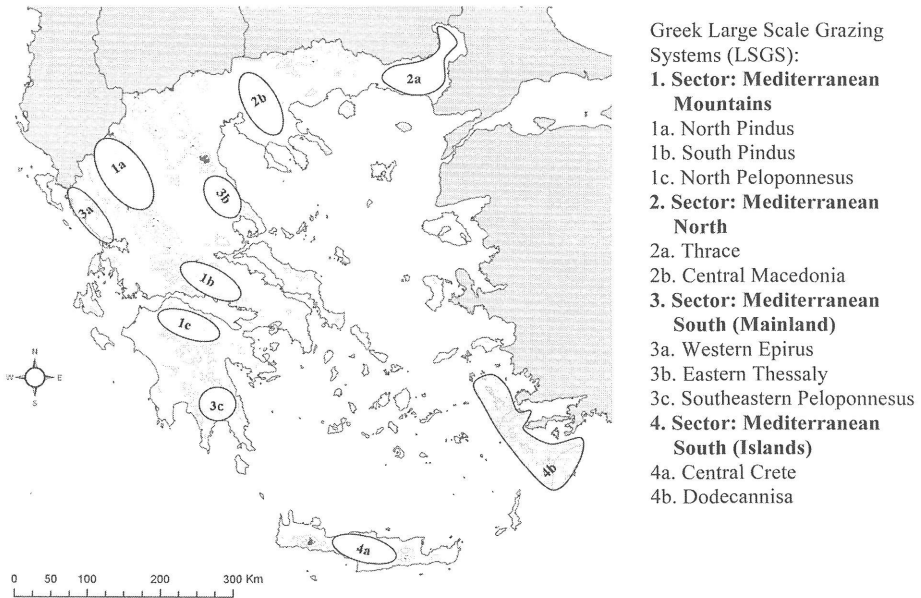 2a
2b
1a
3b
3a
1b
1c
3c
4b
4a
N
W E
S
0 50 100 200 300 Km
Greek Large Scale Grazing
Systems (LSGS):
1. Sector: Mediterranean
Mountains
1a. North Pindus
1b. South Pindus
1c. North Peloponnesus
2. Sector: Mediterranean
North
2a. Thrace
2b. Central Macedonia
3. Sector: Mediterranean
South (Mainland)
3a. Western Epirus
3b. Eastern Thessaly
3c. Southeastern Peloponnesus
4. Sector: Mediterranean
South (Islands)
4a. Central Crete
4b. Dodecannisa